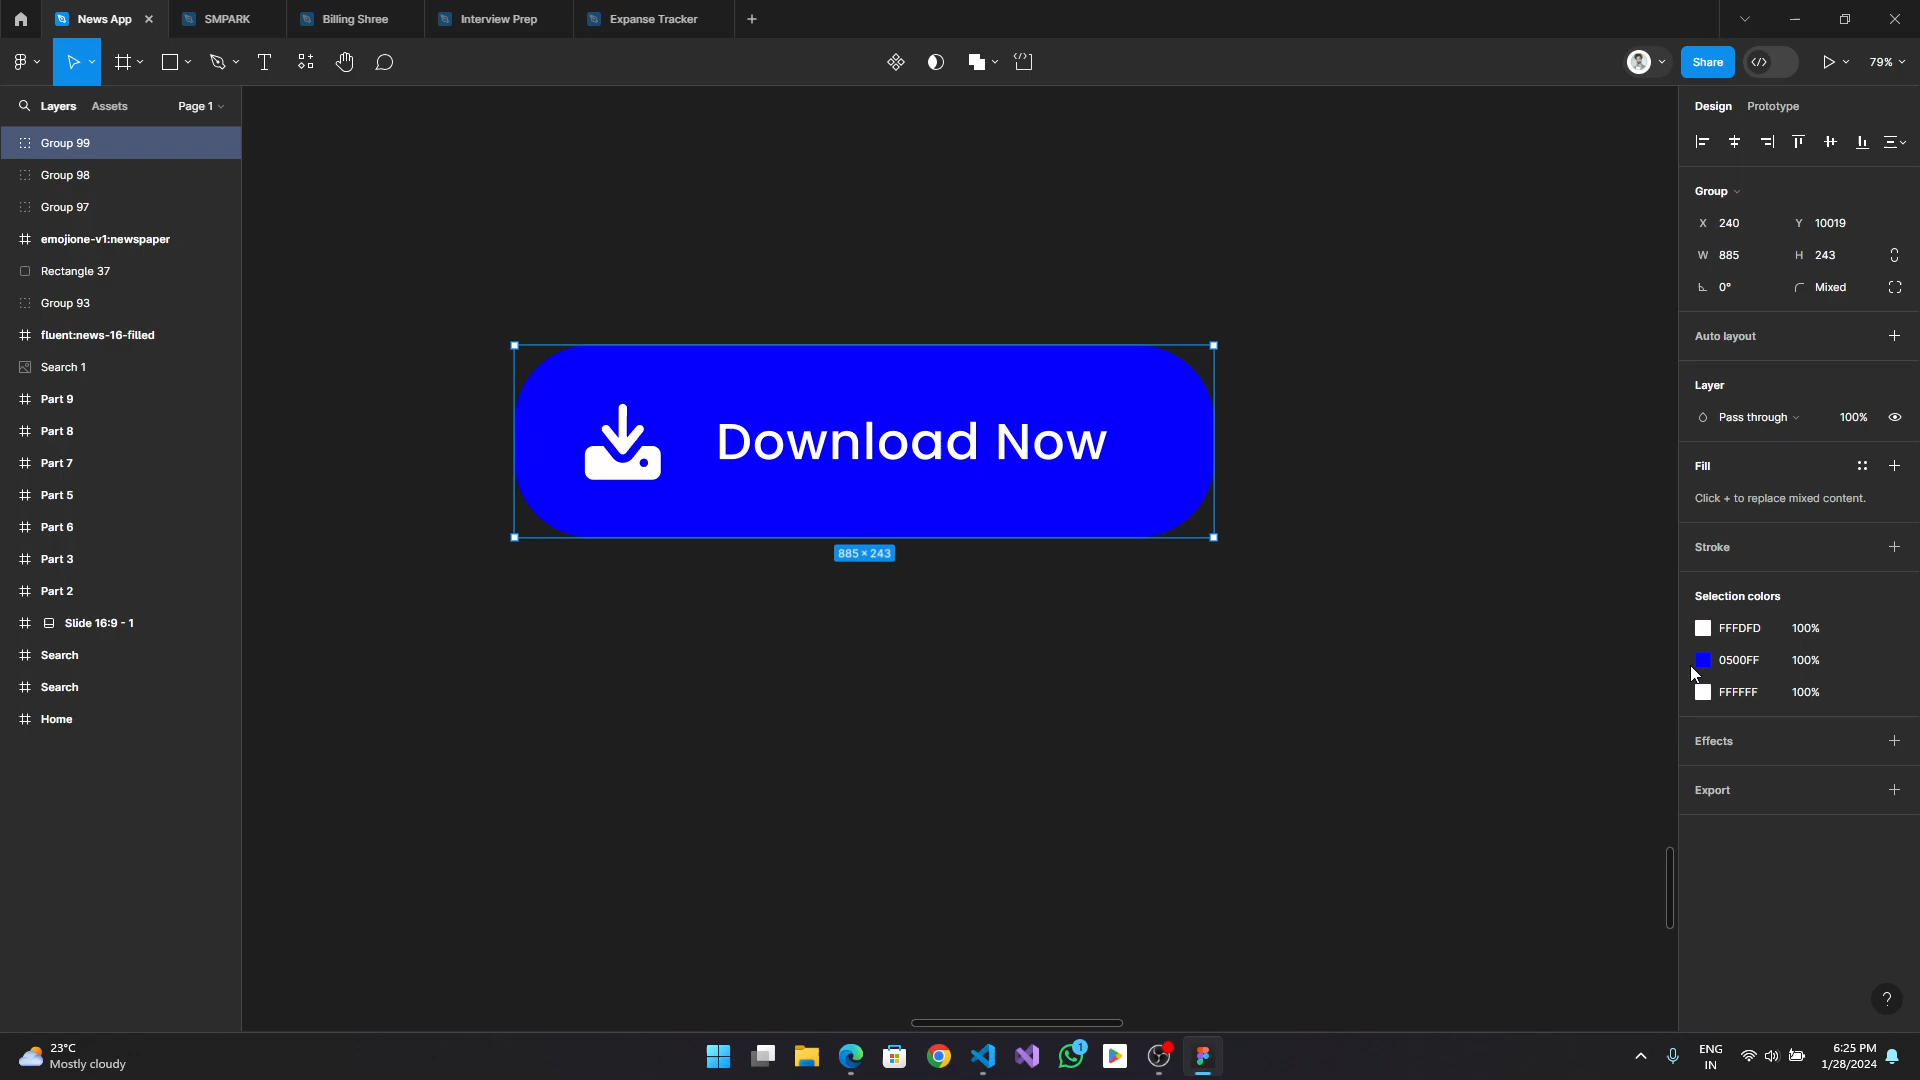 News App
SMPARK
Billing Shree
Interview Prep
Expanse Tracker
Share
79%
Layers
Assets
Page 1
Design
Prototype
Group 99
Group 98
Group 97
emojione-v1:newspaper
Rectangle 37
Group 93
fluent:news-16-filled
Search 1
Part 9
Part 8
Part 7
Part 5
Part 6
Part 3
Part 2
Slide 16:9 - 1
Search
Search
Home
Download Now
885 × 243
Group
X 240 Y 10019
W 885 H 243
0° Mixed
Auto layout
Layer
Pass through 100%
Fill
Click + to replace mixed content.
Stroke
Selection colors
FFFDFD 100%
0500FF 100%
FFFFFF 100%
Effects
Export
?
23°C
Mostly cloudy
1
ENG
IN
6:25 PM
1/28/2024